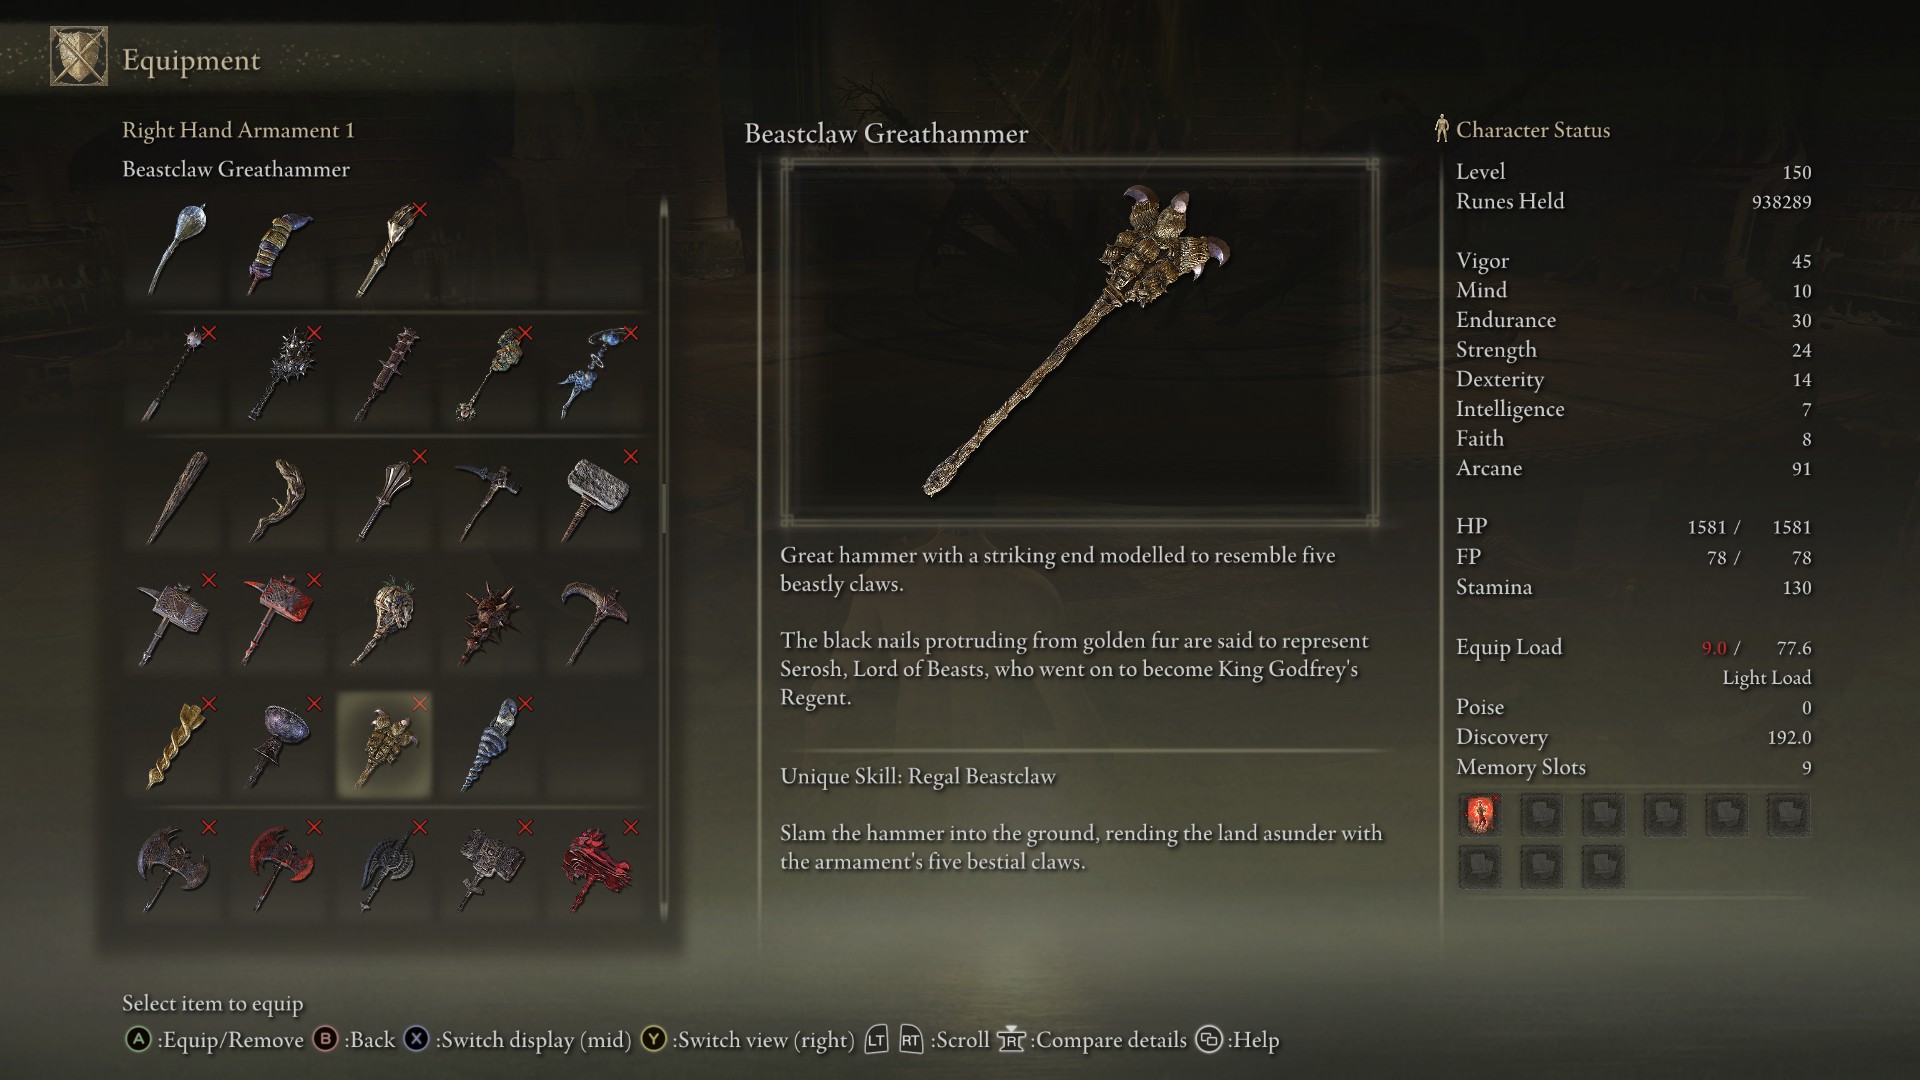 Equipment
Right Hand Armament 1
Beastclaw Greathammer
Beastclaw Greathammer
Great hammer with a striking end modelled to resemble five
beastly claws.
The black nails protruding from golden fur are said to represent
Serosh, Lord of Beasts, who went on to become King Godfrey's
Regent.
Unique Skill: Regal Beastclaw
Slam the hammer into the ground, rending the land asunder with
the armament's five bestial claws.
Character Status
Level 150
Runes Held 938289
Vigor 45
Mind 10
Endurance 30
Strength 24
Dexterity 14
Intelligence 7
Faith 8
Arcane 91
HP 1581 / 1581
FP 78 / 78
Stamina 130
Equip Load 9.0 / 77.6
Light Load
Poise 0
Discovery 192.0
Memory Slots 9
Select item to equip
A :Equip/Remove B :Back X :Switch display (mid) Y :Switch view (right) LT RT :Scroll R :Compare details :Help